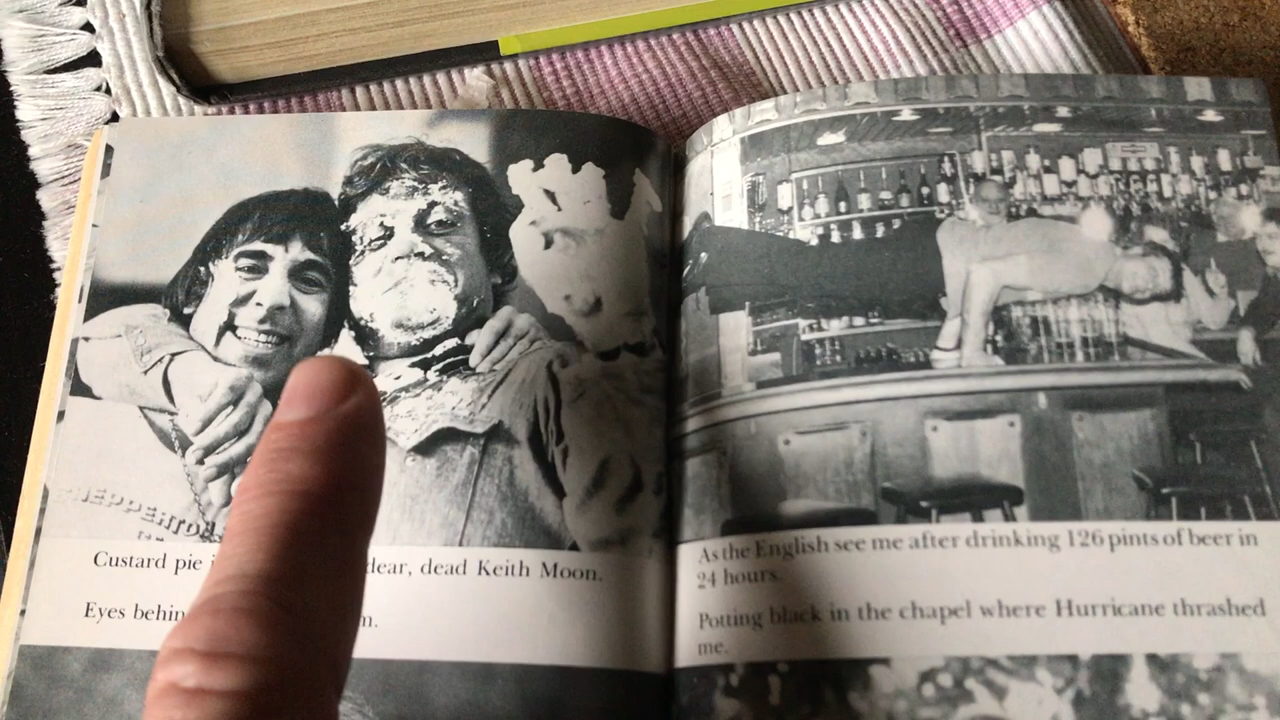 Custard pie dear, dead Keith Moon.
Eyes behin
As the English see me after drinking 126 pints of beer in
24 hours.
Potting black in the chapel where Hurricane thrashed
me.